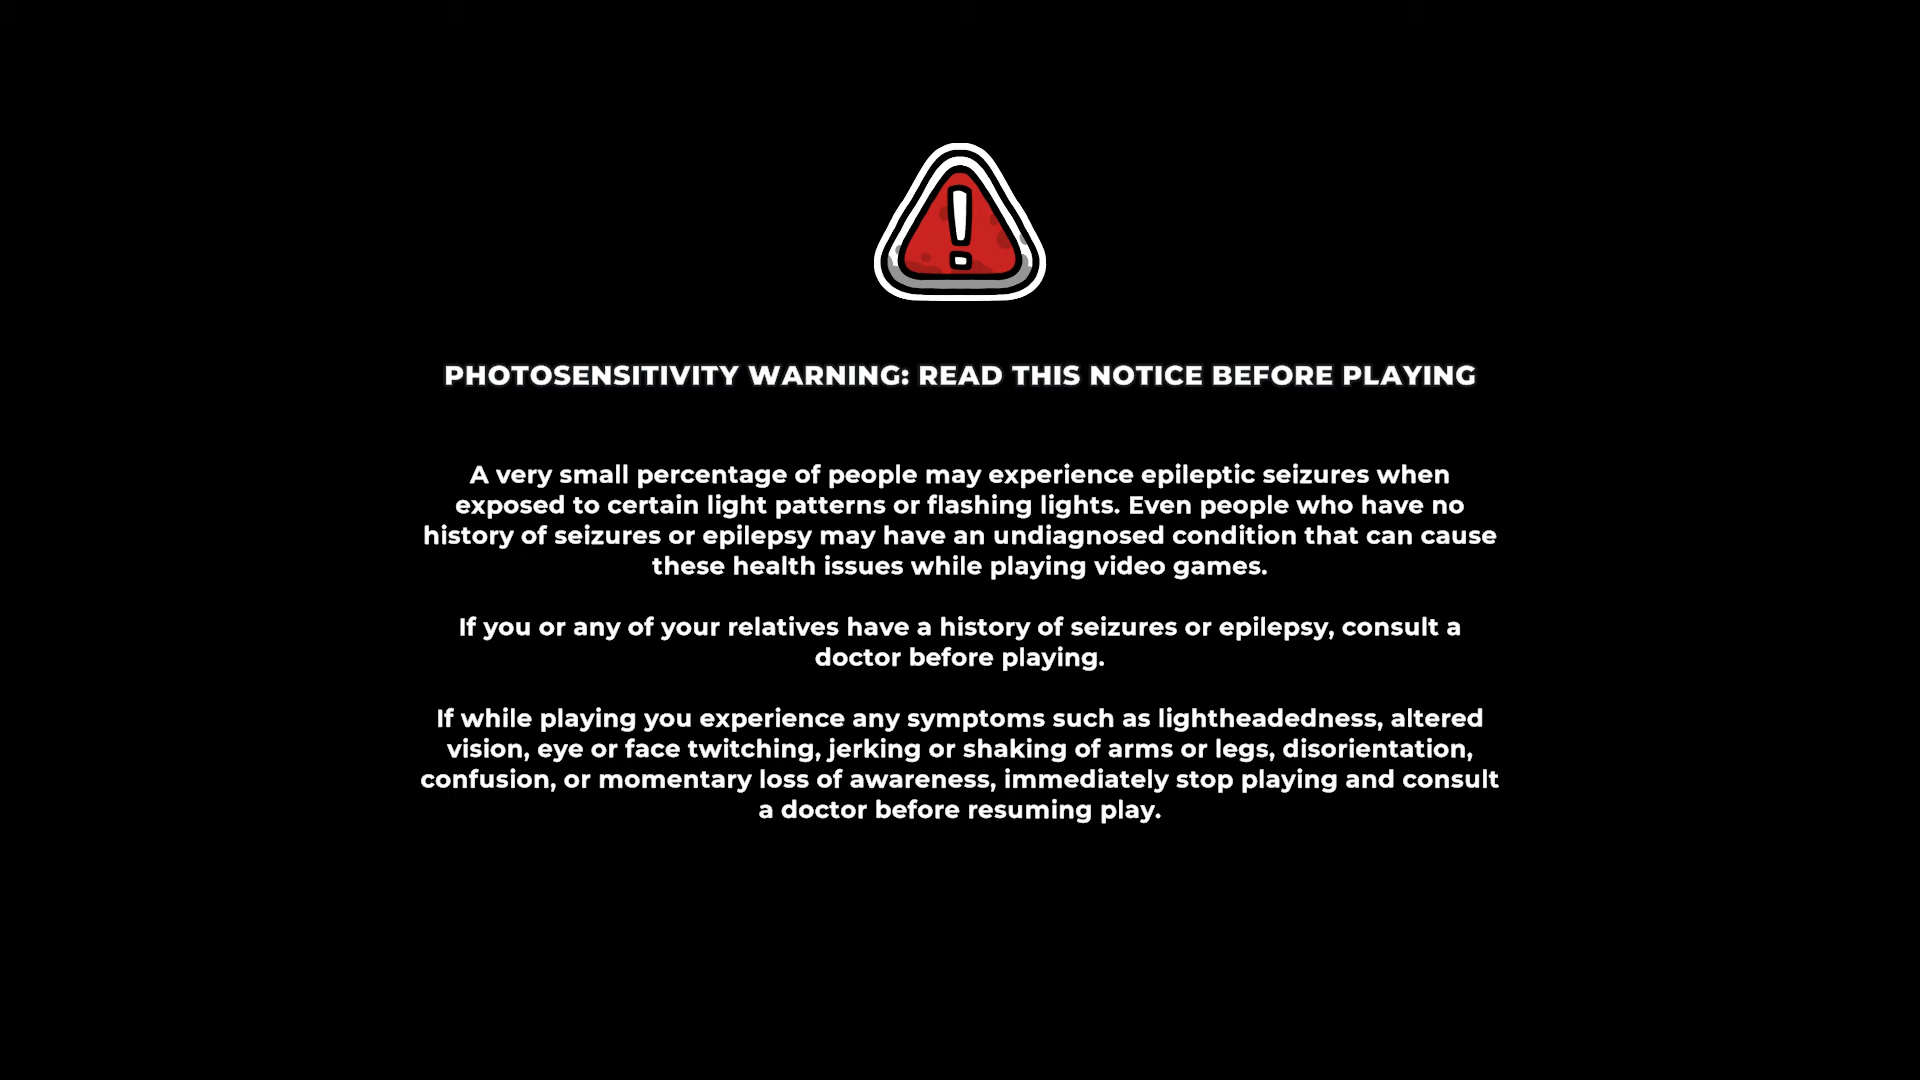 PHOTOSENSITIVITY WARNING: READ THIS NOTICE BEFORE PLAYING
A very small percentage of people may experience epileptic seizures when
exposed to certain light patterns or flashing lights. Even people who have no
history of seizures or epilepsy may have an undiagnosed condition that can cause
these health issues while playing video games.
If you or any of your relatives have a history of seizures or epilepsy, consult a
doctor before playing.
If while playing you experience any symptoms such as lightheadedness, altered
vision, eye or face twitching, jerking or shaking of arms or legs, disorientation,
confusion, or momentary loss of awareness, immediately stop playing and consult
a doctor before resuming play.